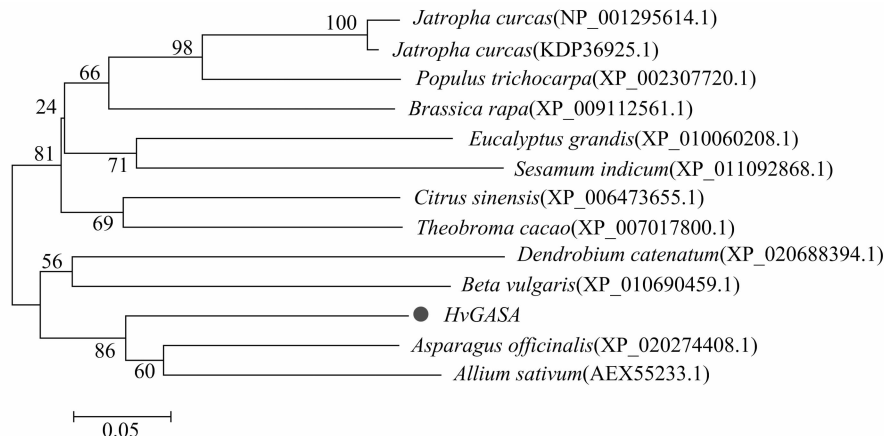 100
Jatropha curcas(NP_001295614.1)
98
Jatropha curcas(KDP36925.1)
66
Populus trichocarpa(XP_002307720.1)
24
Brassica rapa(XP_009112561.1)
Eucalyptus grandis(XP_010060208.1)
81
71
Sesamum indicum(XP_011092868.1)
Citrus sinensis(XP_006473655.1)
69
Theobroma cacao(XP_007017800.1)
Dendrobium catenatum(XP_020688394.1)
56
Beta vulgaris(XP_010690459.1)
HvGASA
86
Asparagus officinalis(XP_020274408.1)
60
Allium sativum(AEX55233.1)
0.05